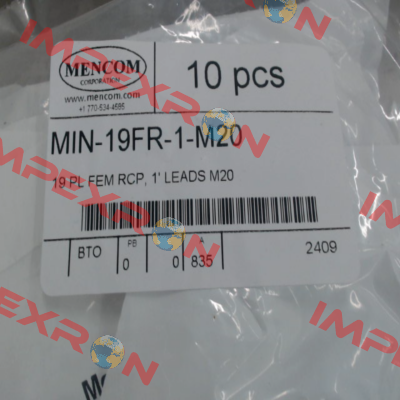 MENCOM
CORPORATION
www.mencom.com
+1 770-534-4585
10 pcs
MIN-19FR-1-M20
19 PL FEM RCP, 1' LEADS M20
BTO
PB
0
0
A
835
2409
IMPEXRON
IMPEXRON
IMPEXRON